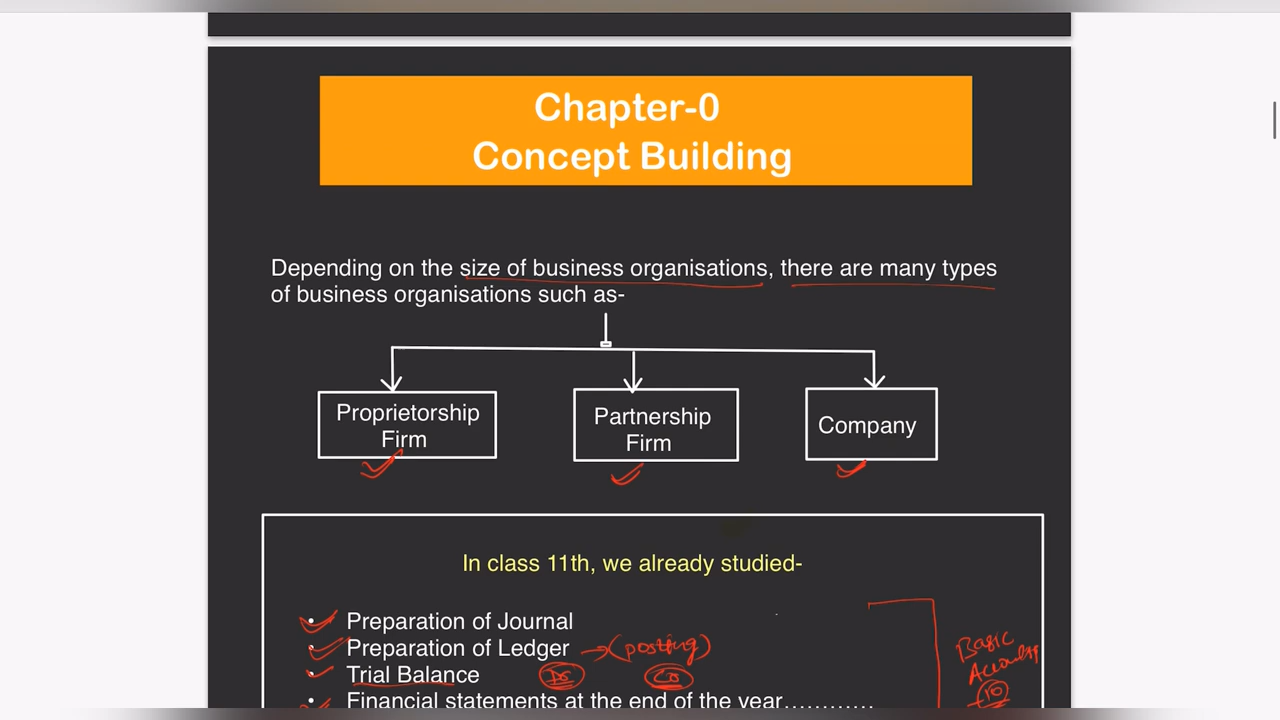 Chapter-0
Concept Building
Depending on the size of business organisations, there are many types
of business organisations such as-
Proprietorship
Firm
Partnership
Firm
Company
In class 11th, we already studied-
• Preparation of Journal
• Preparation of Ledger → (posting)
• Trial Balance Dr Cr
• Financial statements at the end of the year............
Basic